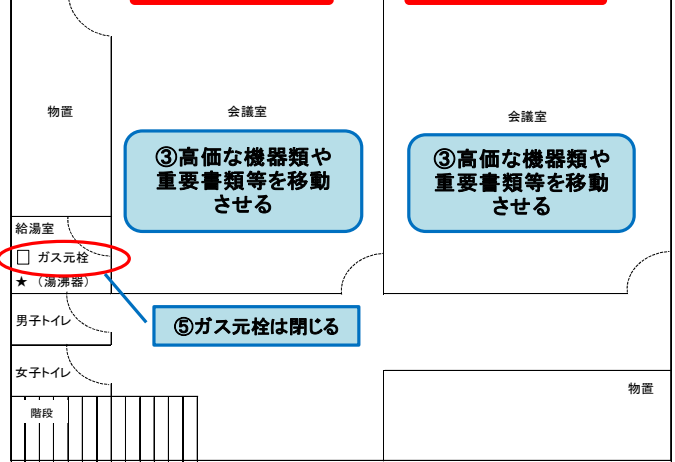 物置
会議室
会議室
③高価な機器類や
重要書類等を移動
させる
③高価な機器類や
重要書類等を移動
させる
給湯室
ガス元栓
★（湯沸器）
⑤ガス元栓は閉じる
男子トイレ
女子トイレ
物置
階段